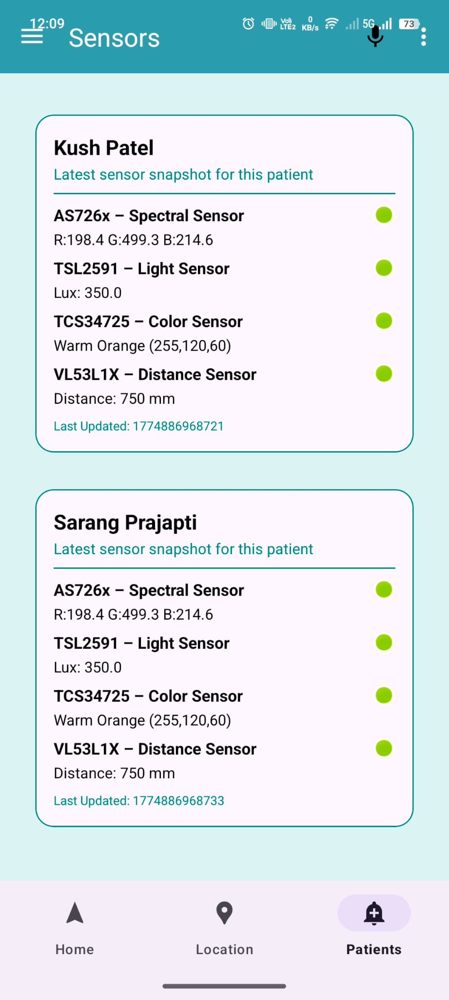 12:09
Vo) LTE2 0 KB/s 5G 73
Sensors
Kush Patel
Latest sensor snapshot for this patient
AS726x – Spectral Sensor
R:198.4 G:499.3 B:214.6
TSL2591 – Light Sensor
Lux: 350.0
TCS34725 – Color Sensor
Warm Orange (255,120,60)
VL53L1X – Distance Sensor
Distance: 750 mm
Last Updated: 1774886968721
Sarang Prajapti
Latest sensor snapshot for this patient
AS726x – Spectral Sensor
R:198.4 G:499.3 B:214.6
TSL2591 – Light Sensor
Lux: 350.0
TCS34725 – Color Sensor
Warm Orange (255,120,60)
VL53L1X – Distance Sensor
Distance: 750 mm
Last Updated: 1774886968733
Home
Location
Patients